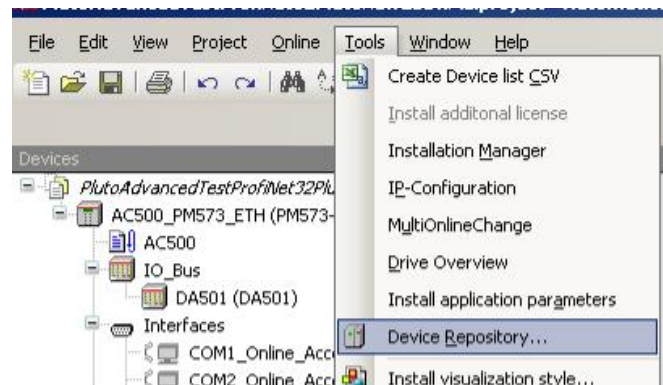 File Edit View Project Online Tools Window Help
Create Device list CSV
Install additonal license
Installation Manager
IP-Configuration
MultiOnlineChange
Drive Overview
Install application parameters
Device Repository...
Install visualization style...
Devices
PlutoAdvancedTestProfiNet32Plu
AC500_PM573_ETH (PM573-
AC500
IO_Bus
DA501 (DA501)
Interfaces
COM1_Online_Acce
COM2_Online_Acce